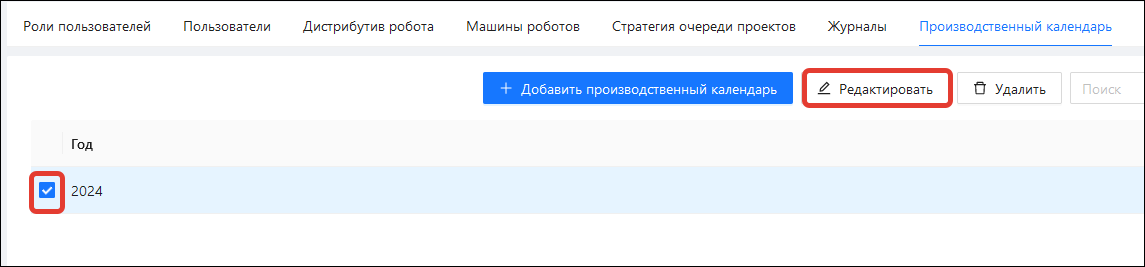 Роли пользователей Пользователи Дистрибутив робота Машины роботов Стратегия очереди проектов Журналы Производственный календарь
+ Добавить производственный календарь Редактировать Удалить Поиск
Год
2024